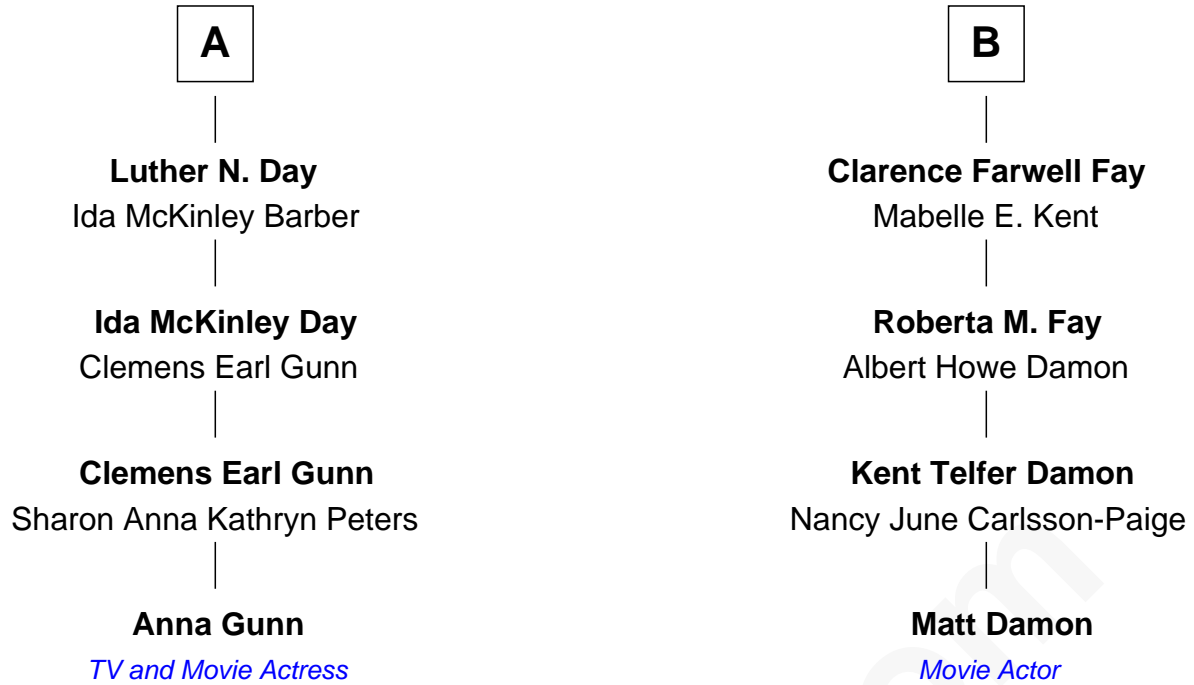 A
Luther N. Day
Ida McKinley Barber
Ida McKinley Day
Clemens Earl Gunn
Clemens Earl Gunn
Sharon Anna Kathryn Peters
Anna Gunn
TV and Movie Actress
B
Clarence Farwell Fay
Mabelle E. Kent
Roberta M. Fay
Albert Howe Damon
Kent Telfer Damon
Nancy June Carlsson-Paige
Matt Damon
Movie Actor